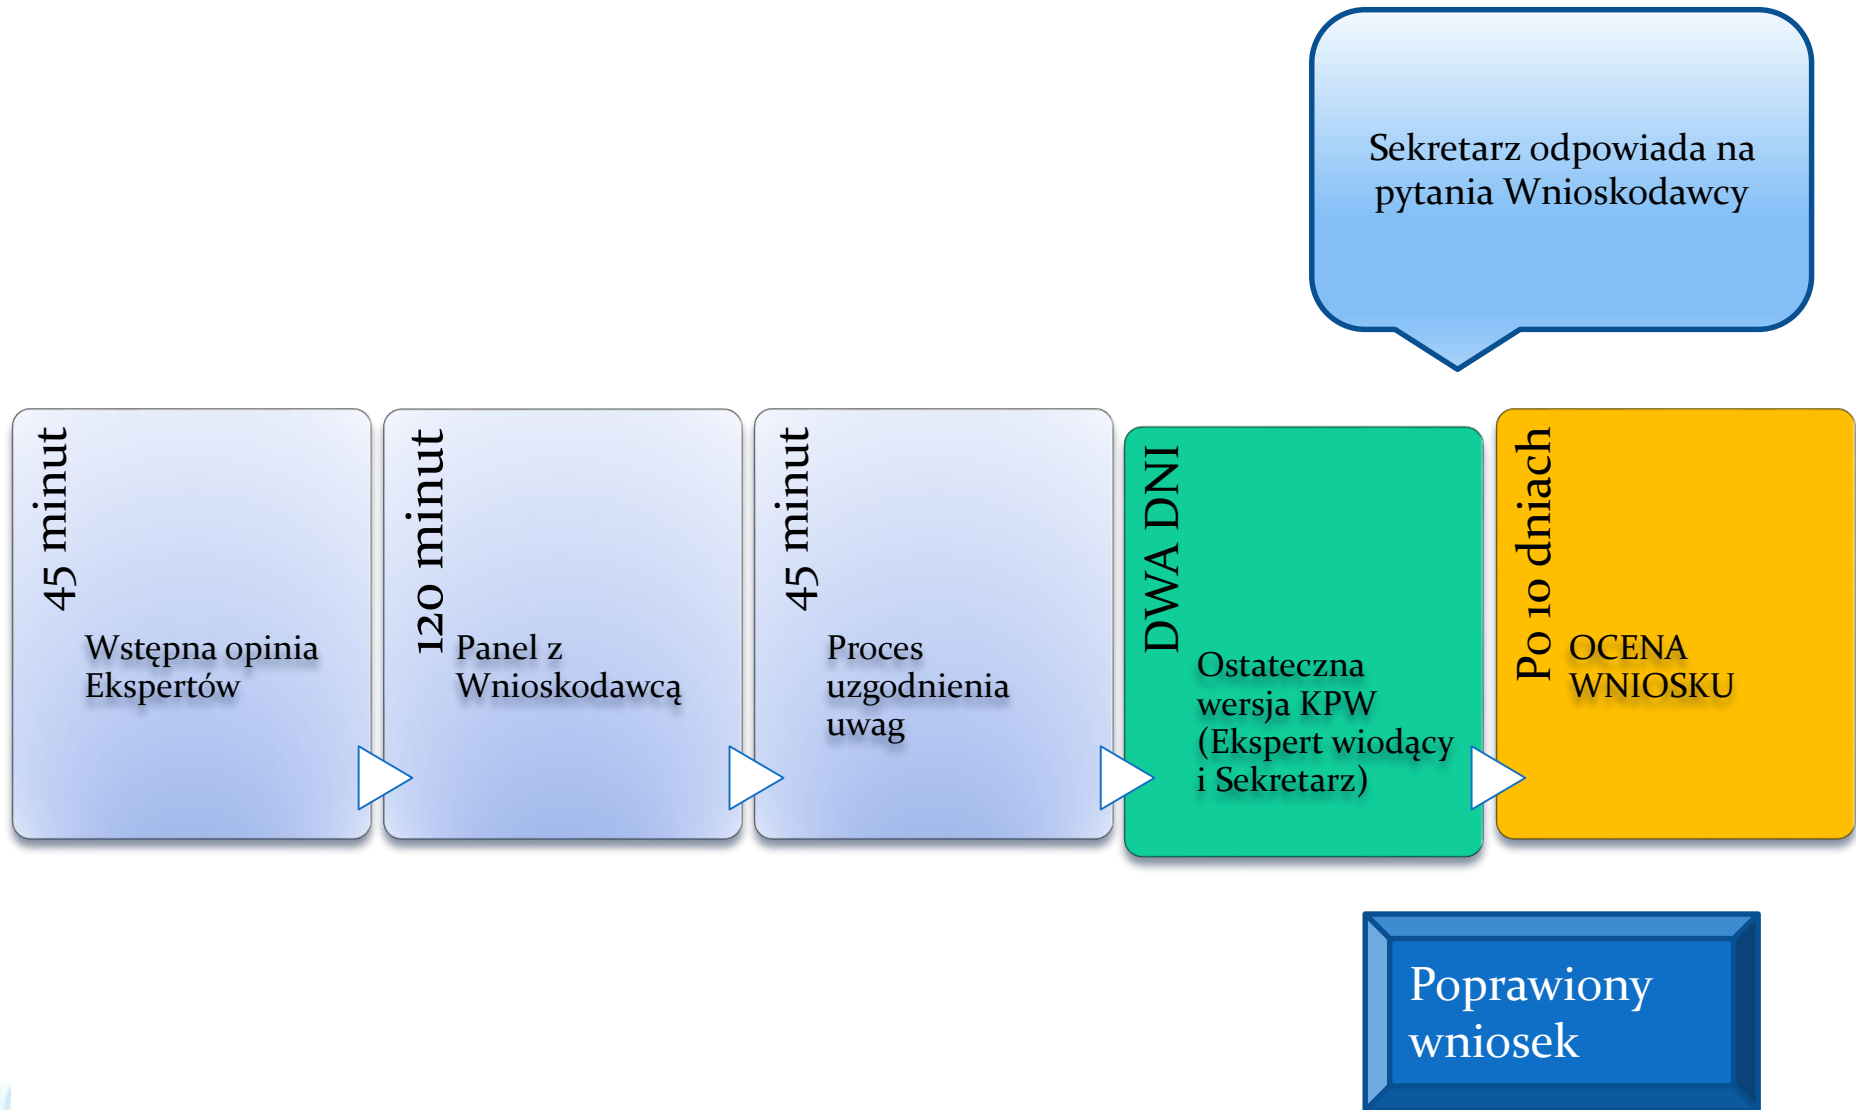 Sekretarz odpowiada na
pytania Wnioskodawcy
45 minut
Wstępna opinia
Ekspertów
120 minut
Panel z
Wnioskodawcą
45 minut
Proces
uzgodnienia
uwag
DWA DNI
Ostateczna
wersja KPW
(Ekspert wiodący
i Sekretarz)
Po 10 dniach
OCENA
WNIOSKU
Poprawiony
wniosek